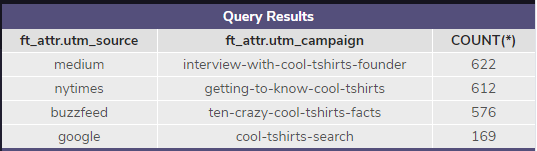 Query Results
ft_attr.utm_source ft_attr.utm_campaign COUNT(*)
medium interview-with-cool-tshirts-founder 622
nytimes getting-to-know-cool-tshirts 612
buzzfeed ten-crazy-cool-tshirts-facts 576
google cool-tshirts-search 169